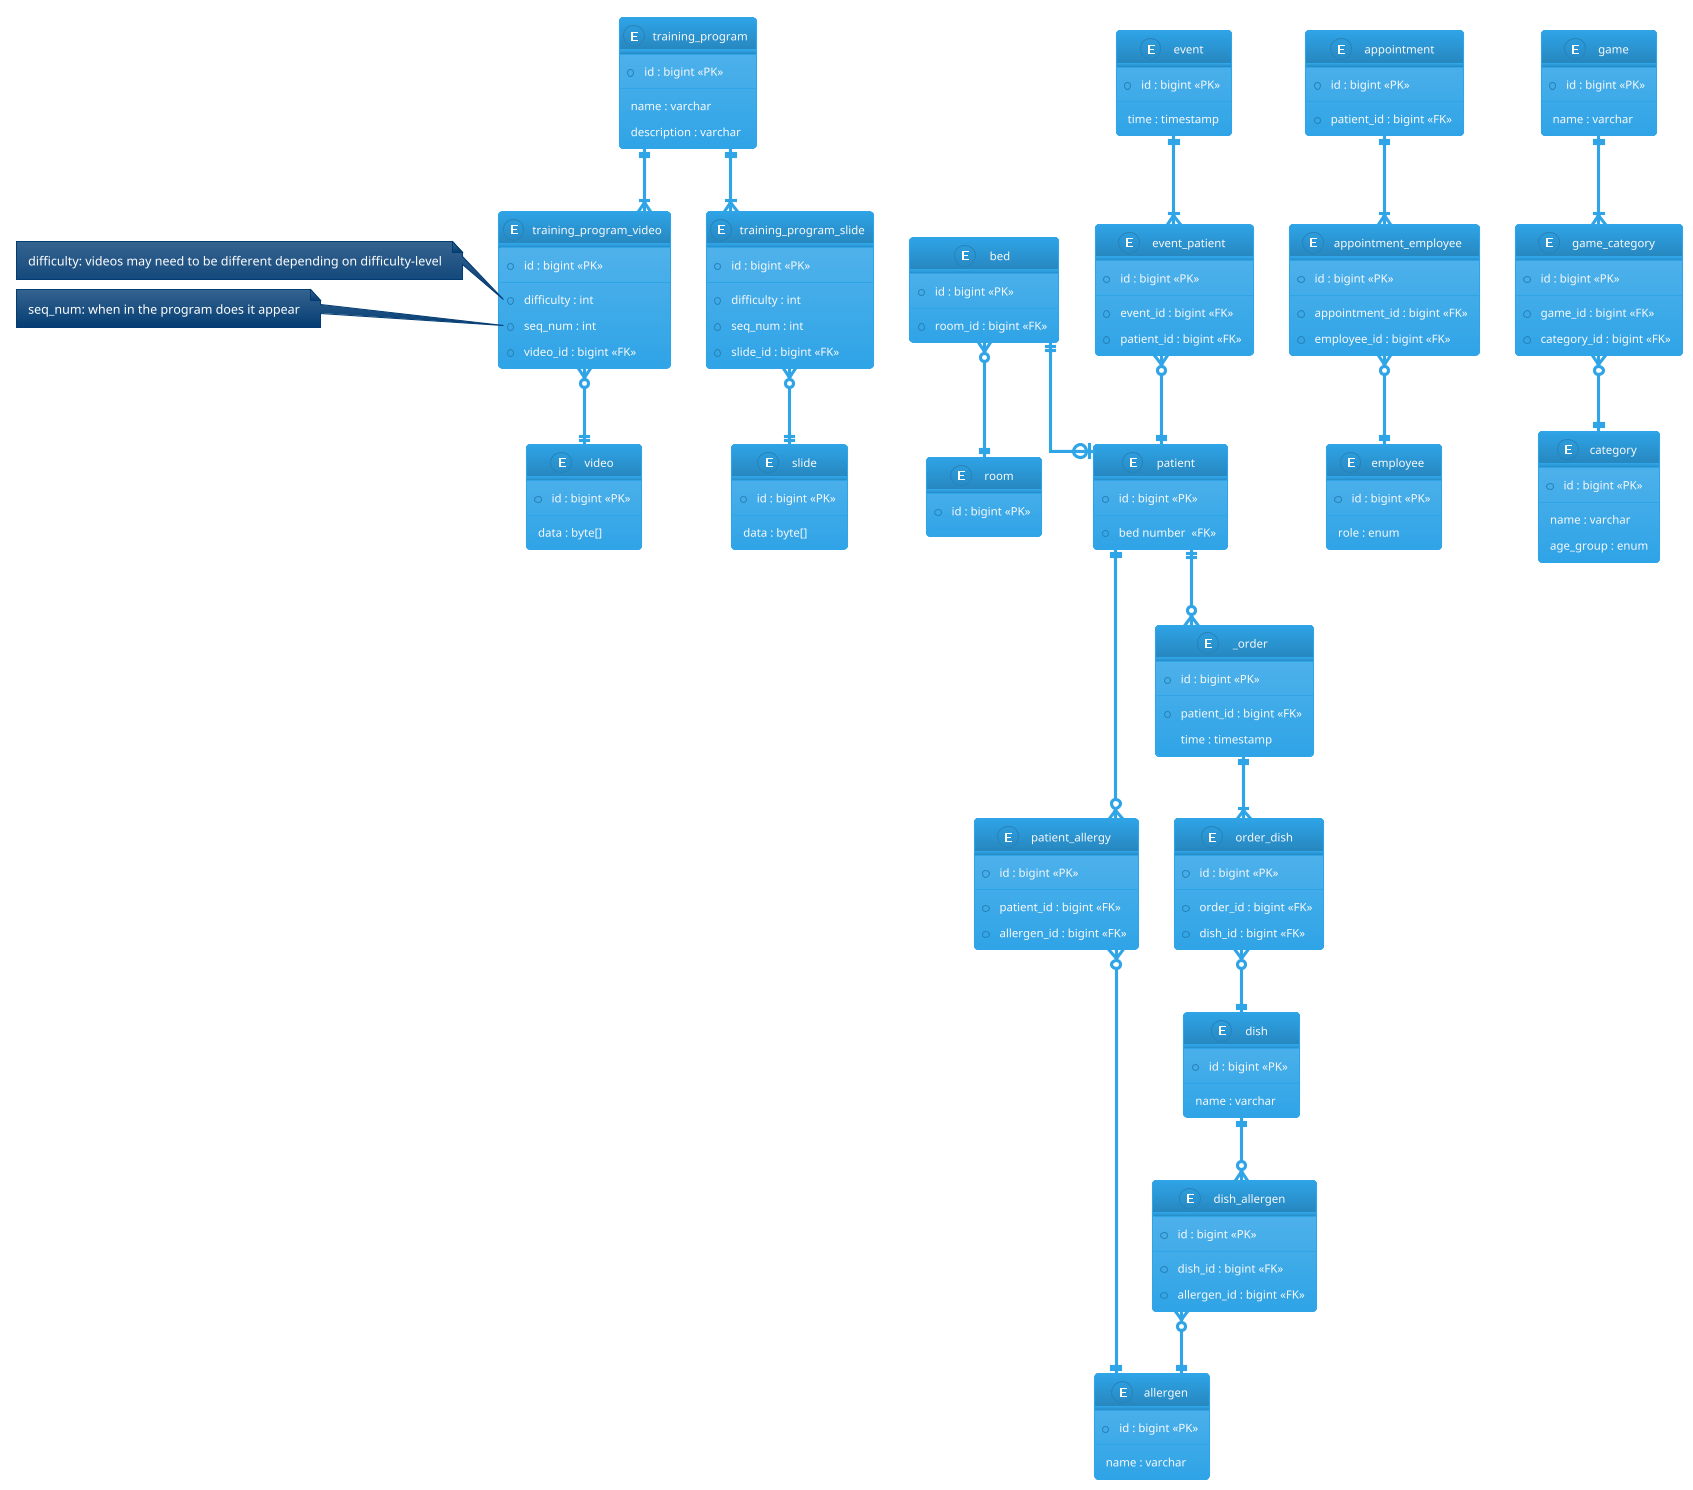 E training_program
id : bigint «PK»
name : varchar
description : varchar
E event
id : bigint «PK»
time : timestamp
E appointment
id : bigint «PK»
patient_id : bigint «FK»
E game
id : bigint «PK»
name : varchar
difficulty: videos may need to be different depending on difficulty-level
seq_num: when in the program does it appear
E training_program_video
id : bigint «PK»
difficulty : int
seq_num : int
video_id : bigint «FK»
E training_program_slide
id : bigint «PK»
difficulty : int
seq_num : int
slide_id : bigint «FK»
E bed
id : bigint «PK»
room_id : bigint «FK»
E event_patient
id : bigint «PK»
event_id : bigint «FK»
patient_id : bigint «FK»
E appointment_employee
id : bigint «PK»
appointment_id : bigint «FK»
employee_id : bigint «FK»
E game_category
id : bigint «PK»
game_id : bigint «FK»
category_id : bigint «FK»
E video
id : bigint «PK»
data : byte[]
E slide
id : bigint «PK»
data : byte[]
E room
id : bigint «PK»
E patient
id : bigint «PK»
bed number «FK»
E employee
id : bigint «PK»
role : enum
E category
id : bigint «PK»
name : varchar
age_group : enum
E _order
id : bigint «PK»
patient_id : bigint «FK»
time : timestamp
E patient_allergy
id : bigint «PK»
patient_id : bigint «FK»
allergen_id : bigint «FK»
E order_dish
id : bigint «PK»
order_id : bigint «FK»
dish_id : bigint «FK»
E dish
id : bigint «PK»
name : varchar
E dish_allergen
id : bigint «PK»
dish_id : bigint «FK»
allergen_id : bigint «FK»
E allergen
id : bigint «PK»
name : varchar